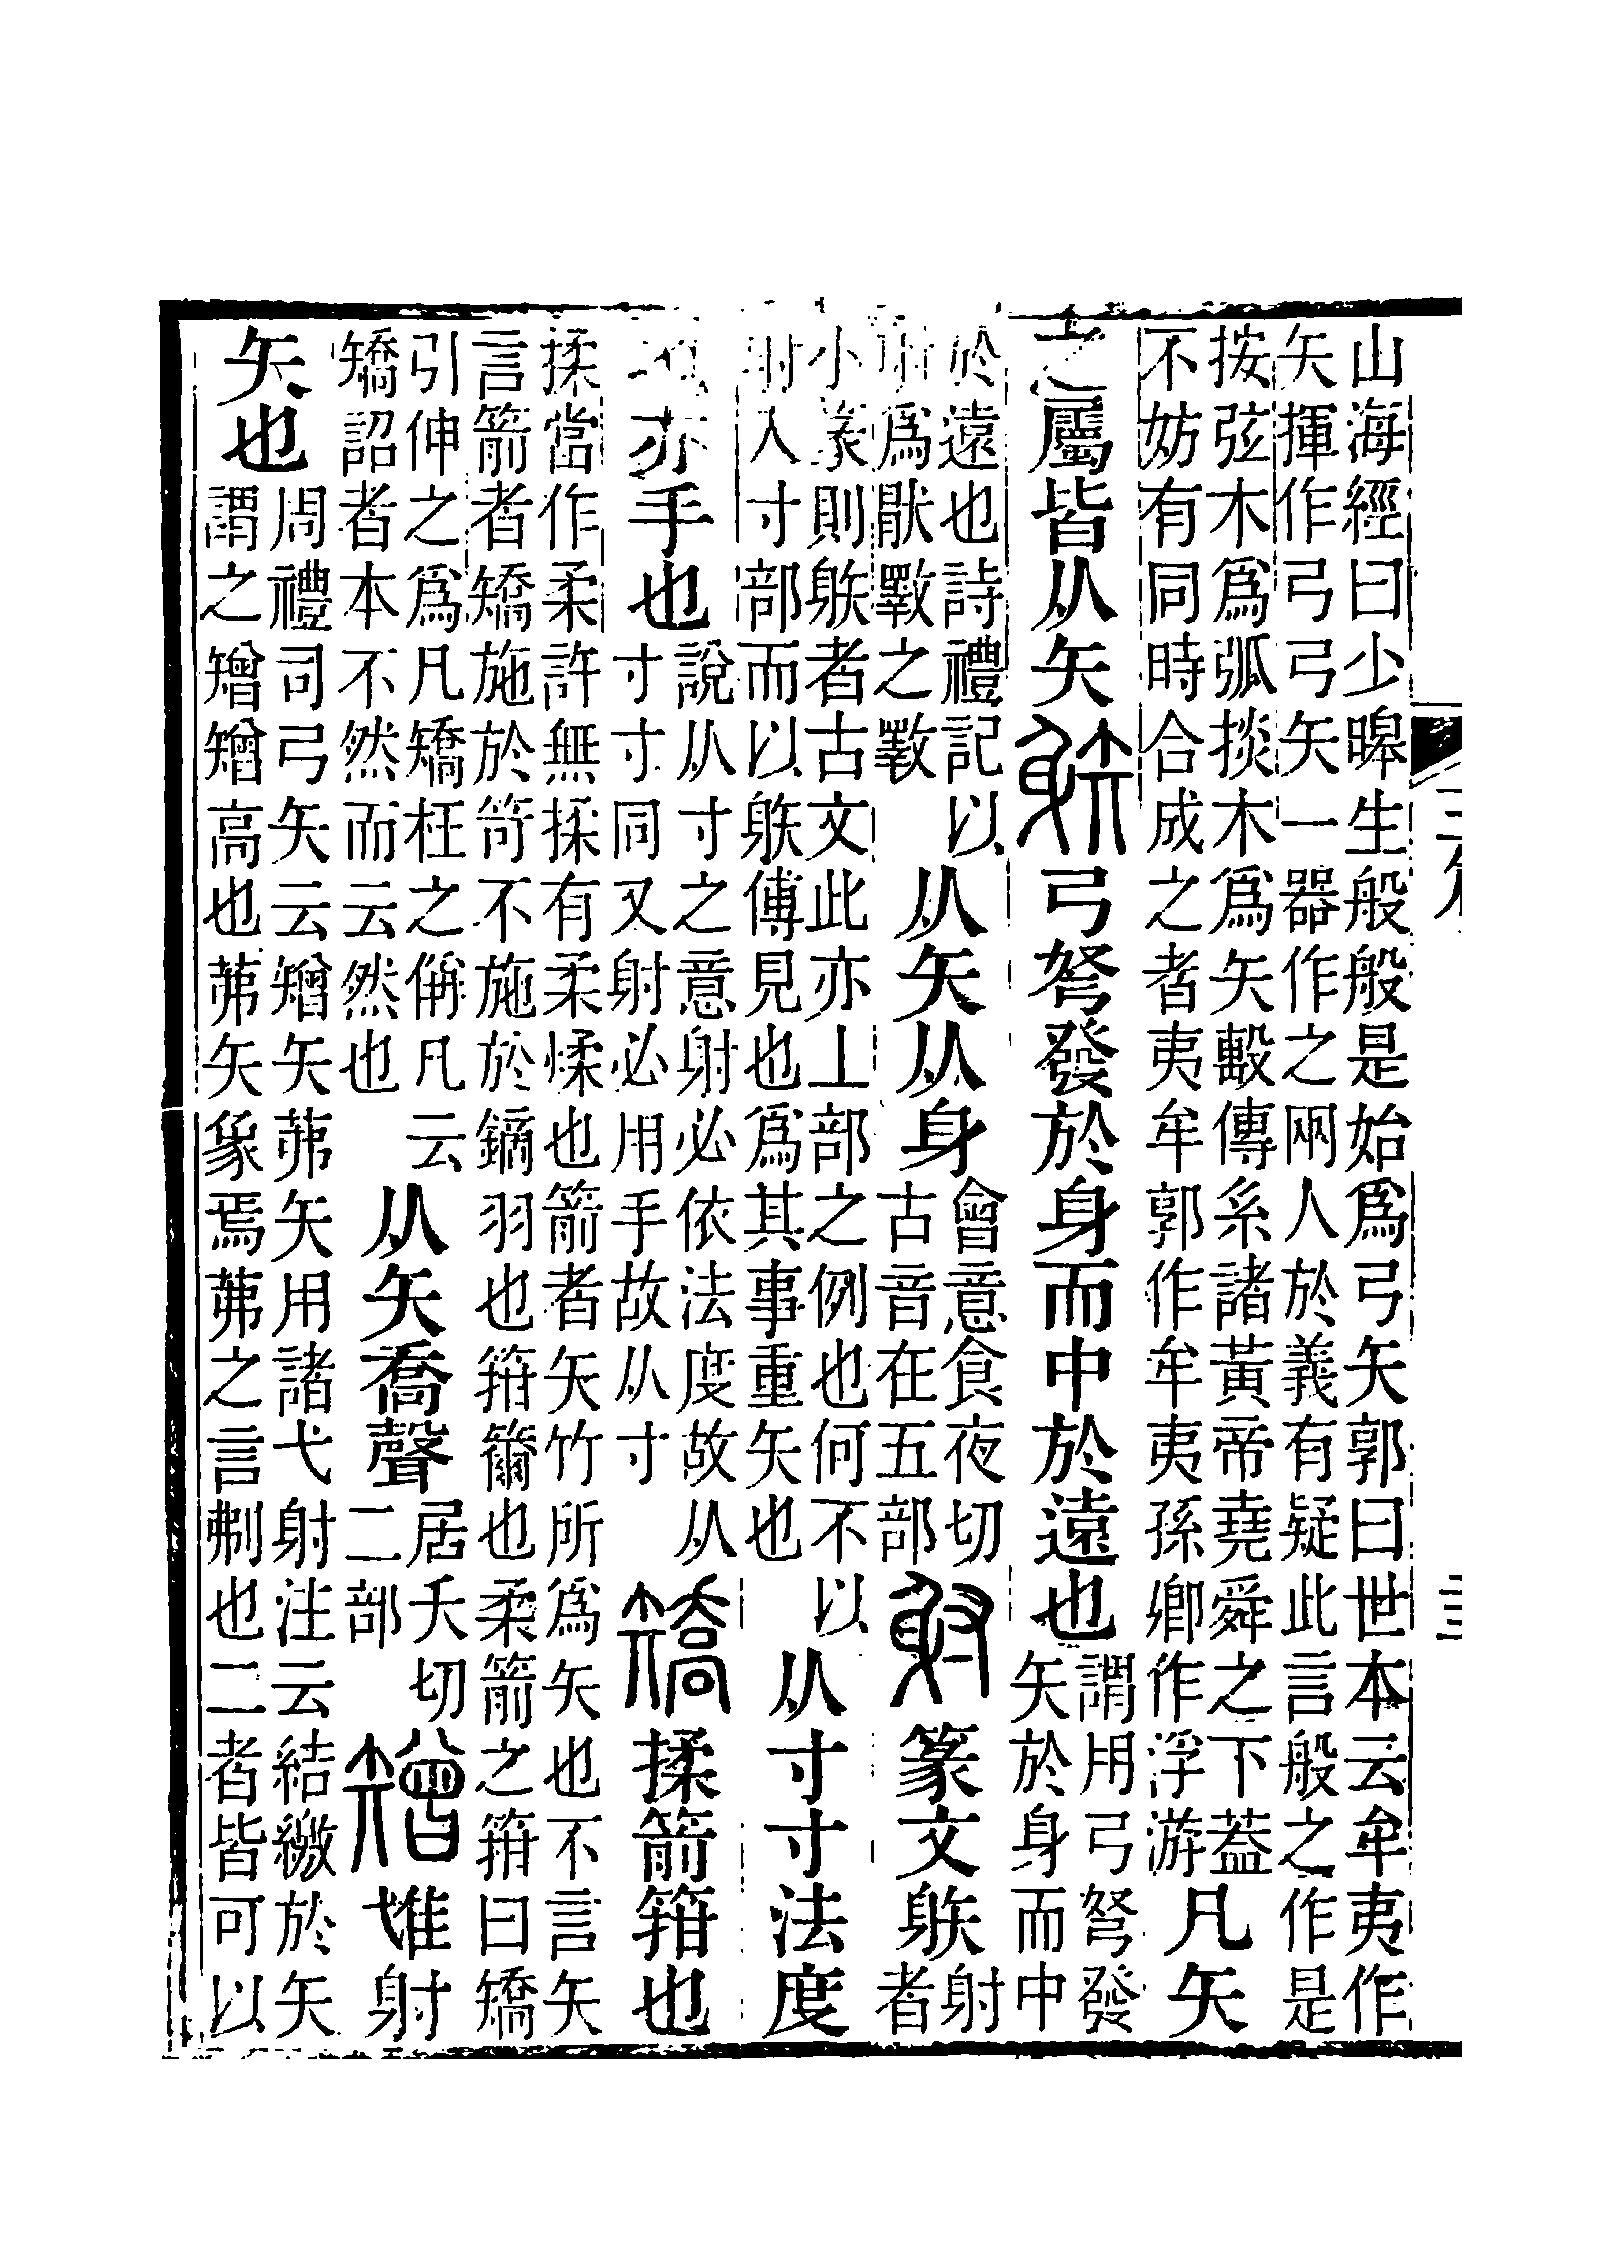 山海經曰少暤生般般是始爲弓矢郭曰世本云牟夷作
矢揮作弓弓矢一器作之兩人於義有疑此言般之作是
按弦木爲弧掞木爲矢毄傳系諸黃帝堯舜之下葢
不妨有同時合成之者夷牟郭作牟夷孫卿作浮游
凡矢
之屬皆从矢
䠶弓弩發於身而中於遠也
謂用弓弩發
矢於身而中
於遠也詩禮記以
用爲猒斁之斁
从矢从身
會意食夜切
古音在五部
射篆文䠶
射
者
小篆則䠶者古文此亦上部之例也何不以
射入寸部而以䠶傅見也爲其事重矢也
从寸寸法度
也亦手也
說从寸之意射必依法度故从
寸寸同又射必用手故从寸
矯揉箭箝也
揉當作柔許無揉有柔煣也箭者矢竹所爲矢也不言矢
言箭者矯施於笴不施於鏑羽也箝籋也柔箭之箝曰矯
引伸之爲凡矯枉之偁凡云
矯詔者本不然而云然也
从矢喬聲
居夭切
二部
矰隿射
矢也
周禮司弓矢云矰矢茀矢用諸弋射注云結繳於矢
謂之矰矰高也茀矢象焉茀之言刜也二者皆可以